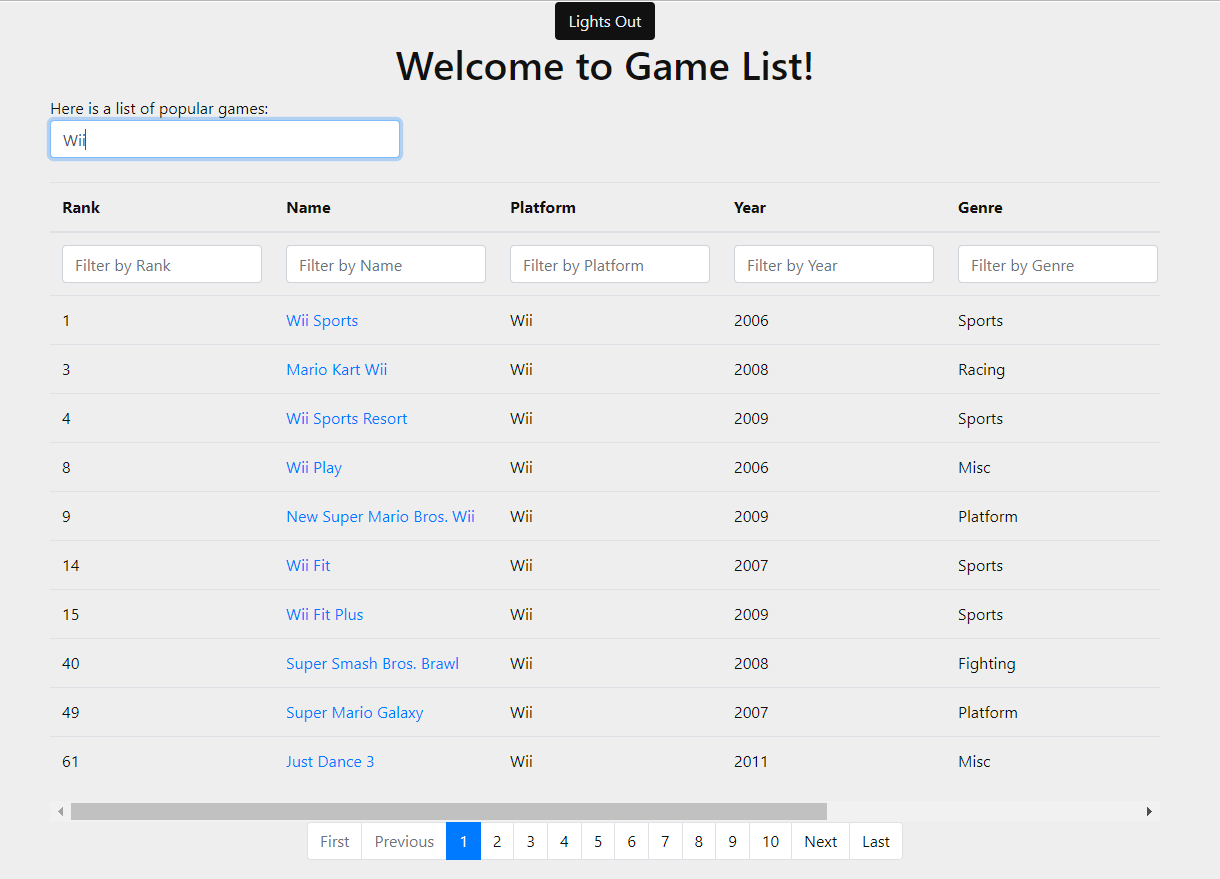 Lights Out
Welcome to Game List!
Here is a list of popular games:
Wii
Rank Name Platform Year Genre
Filter by Rank Filter by Name Filter by Platform Filter by Year Filter by Genre
1 Wii Sports Wii 2006 Sports
3 Mario Kart Wii Wii 2008 Racing
4 Wii Sports Resort Wii 2009 Sports
8 Wii Play Wii 2006 Misc
9 New Super Mario Bros. Wii Wii 2009 Platform
14 Wii Fit Wii 2007 Sports
15 Wii Fit Plus Wii 2009 Sports
40 Super Smash Bros. Brawl Wii 2008 Fighting
49 Super Mario Galaxy Wii 2007 Platform
61 Just Dance 3 Wii 2011 Misc
First Previous 1 2 3 4 5 6 7 8 9 10 Next Last